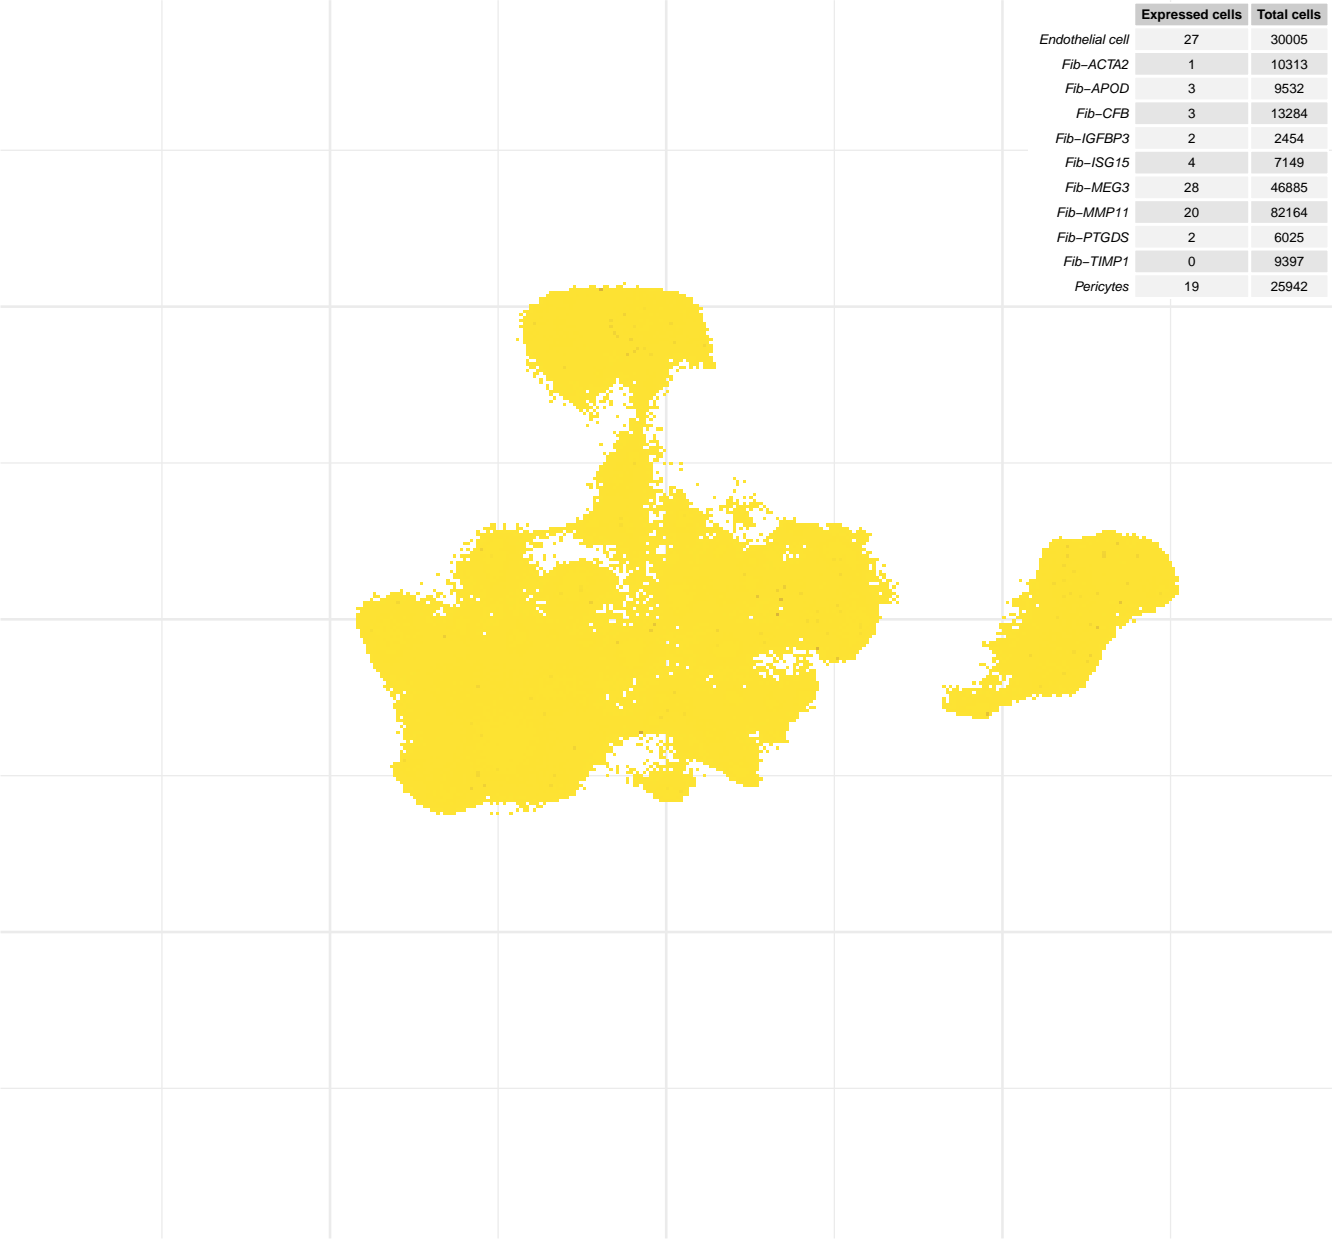 Expressed cells Total cells
Endothelial cell 27 30005
Fib−ACTA2 1 10313
Fib−APOD 3 9532
Fib−CFB 3 13284
Fib−IGFBP3 2 2454
Fib−ISG15 4 7149
Fib−MEG3 28 46885
Fib−MMP11 20 82164
Fib−PTGDS 2 6025
Fib−TIMP1 0 9397
Pericytes 19 25942